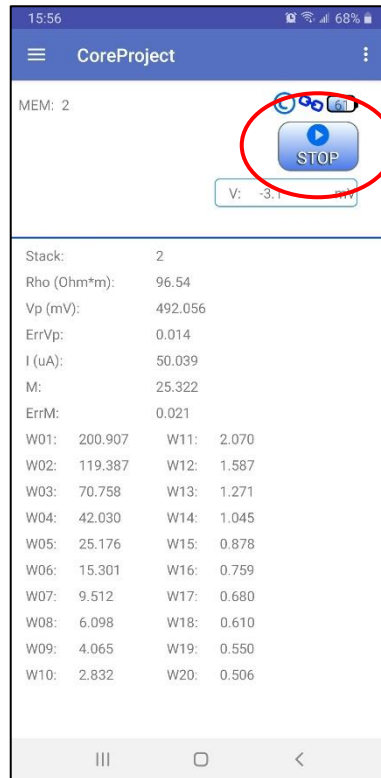 15:56 68%
CoreProject
MEM: 2 61
STOP
V: -3.1 mV
Stack: 2
Rho (Ohm*m): 96.54
Vp (mV): 492.056
ErrVp: 0.014
I (uA): 50.039
M: 25.322
ErrM: 0.021
W01: 200.907 W11: 2.070
W02: 119.387 W12: 1.587
W03: 70.758 W13: 1.271
W04: 42.030 W14: 1.045
W05: 25.176 W15: 0.878
W06: 15.301 W16: 0.759
W07: 9.512 W17: 0.680
W08: 6.098 W18: 0.610
W09: 4.065 W19: 0.550
W10: 2.832 W20: 0.506